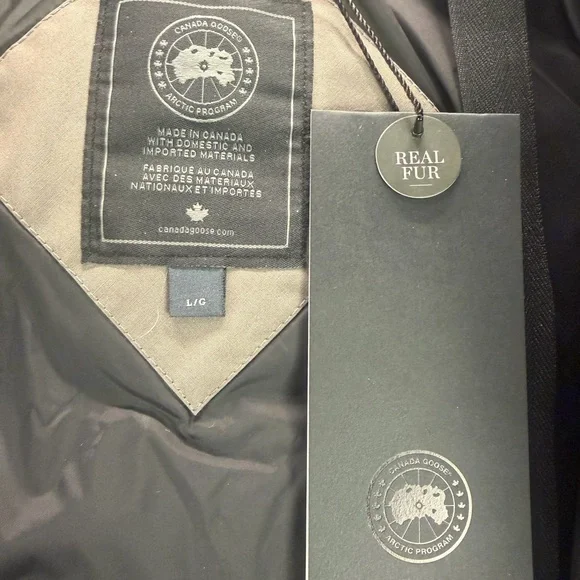 CANADA GOOSE®
ARCTIC PROGRAM
MADE IN CANADA
WITH DOMESTIC AND
IMPORTED MATERIALS
FABRIQUÉ AU CANADA
AVEC DES MATERIAUX
NATIONAUX ET IMPORTÉS
canadagoose.com
L/G
REAL
FUR
CANADA GOOSE®
ARCTIC PROGRAM